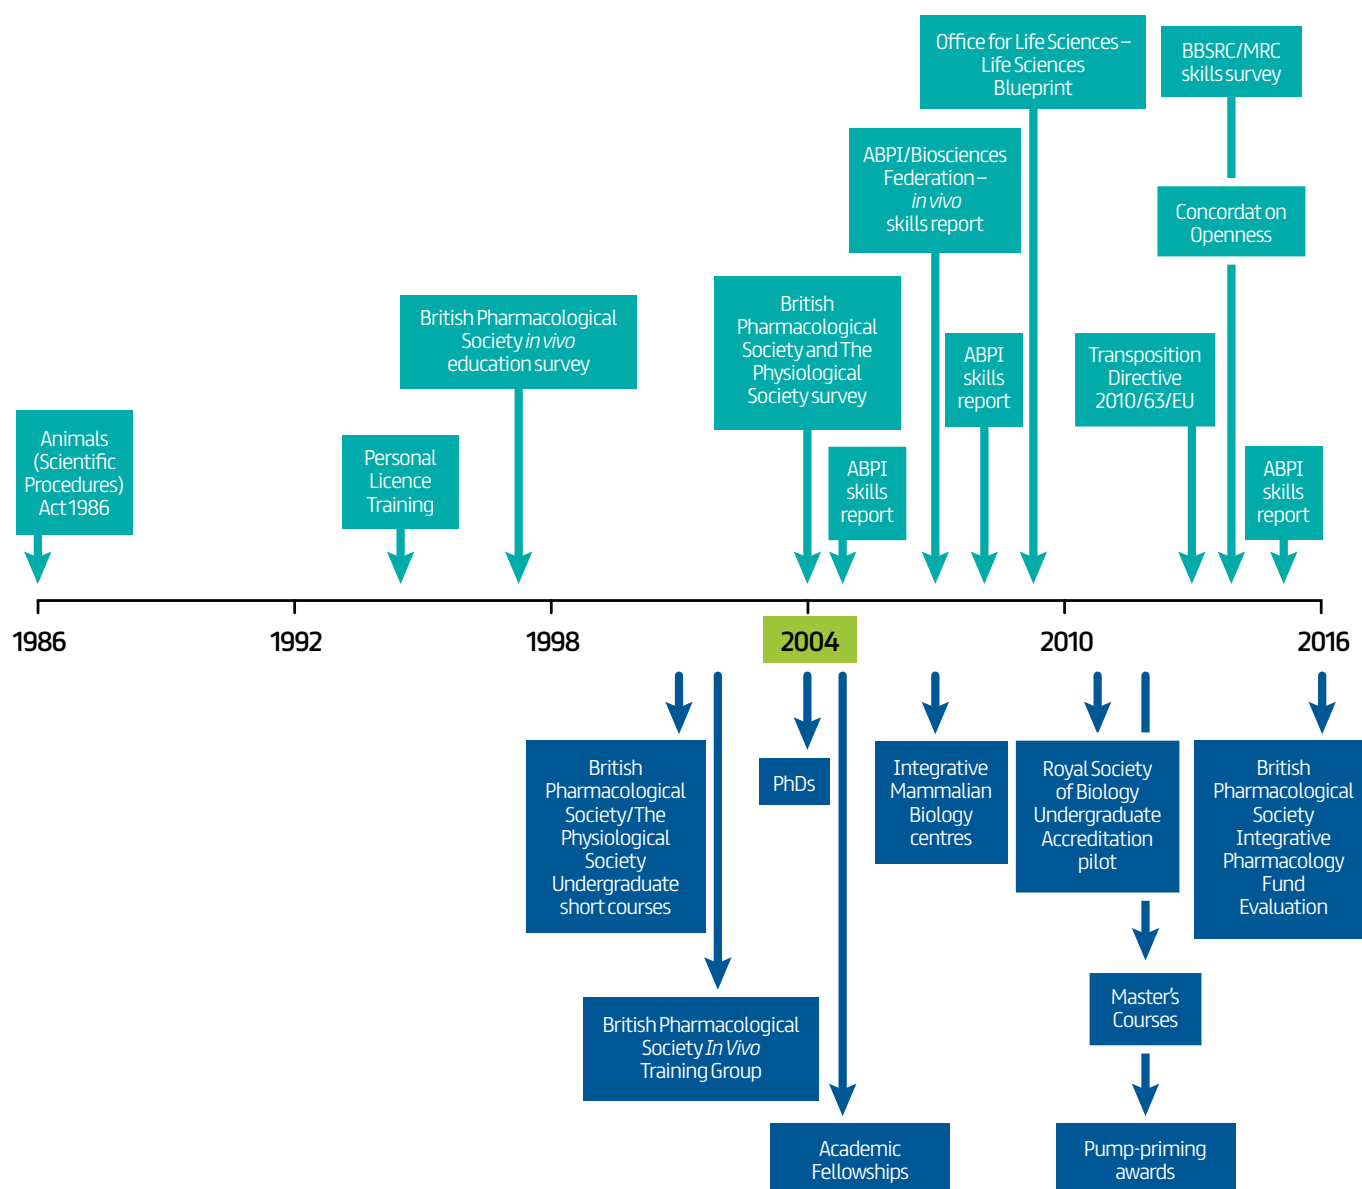 Office for Life Sciences –
Life Sciences
Blueprint
BBSRC/MRC
skills survey
ABPI/Biosciences
Federation –
in vivo
skills report
Concordat on
Openness
British
Pharmacological
Society and The
Physiological
Society survey
British Pharmacological
Society in vivo
education survey
ABPI
skills
report
Transposition
Directive
2010/63/EU
Animals
(Scientific
Procedures)
Act 1986
Personal
Licence
Training
ABPI
skills
report
ABPI
skills
report
1986
1992
1998
2004
2010
2016
British
Pharmacological
Society/The
Physiological
Society
Undergraduate
short courses
PhDs
Integrative
Mammalian
Biology
centres
Royal Society
of Biology
Undergraduate
Accreditation
pilot
British
Pharmacological
Society
Integrative
Pharmacology
Fund
Evaluation
British Pharmacological
Society In Vivo
Training Group
Master's
Courses
Academic
Fellowships
Pump-priming
awards